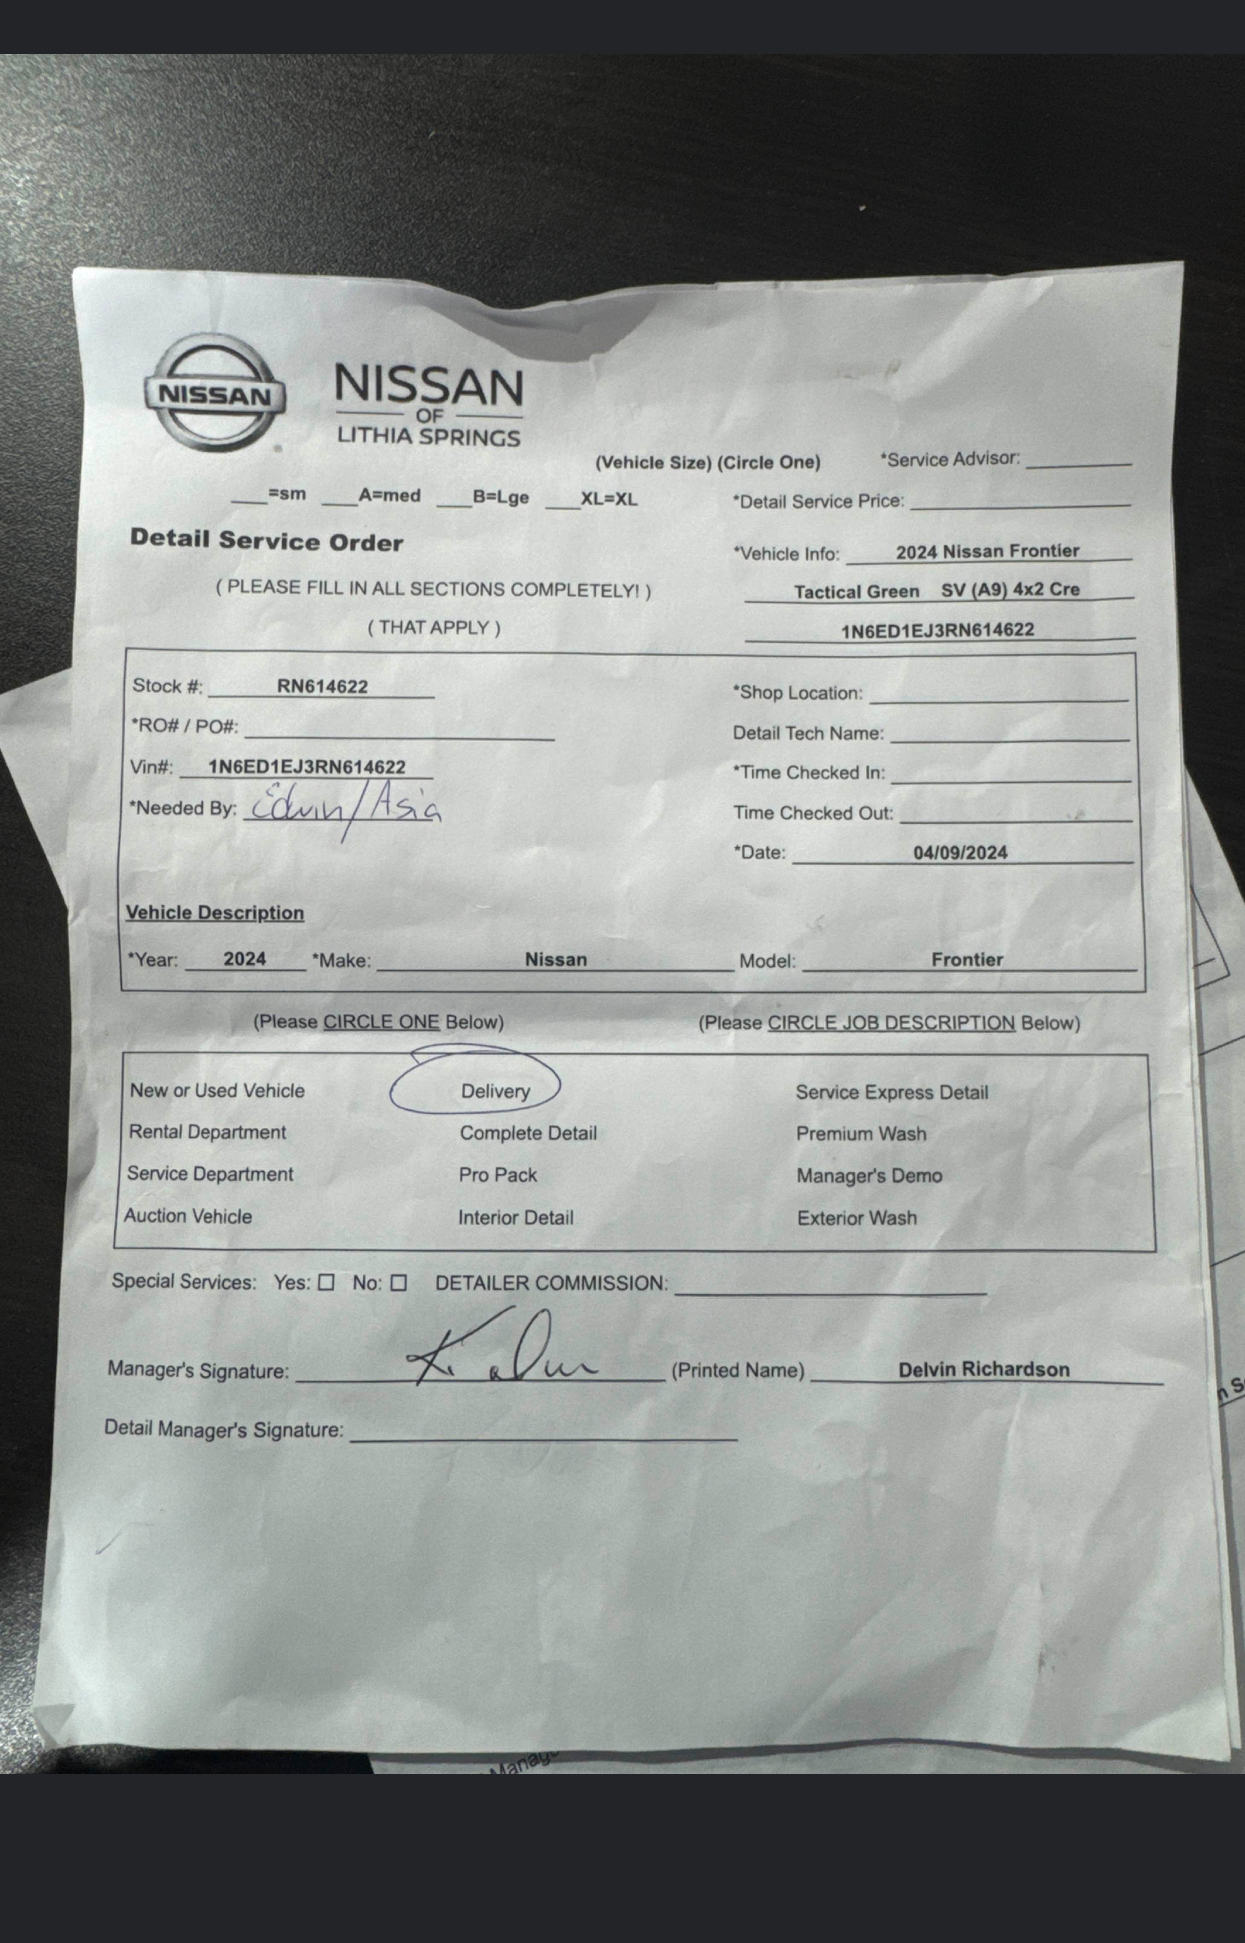 NISSAN
NISSAN
OF
LITHIA SPRINGS
(Vehicle Size) (Circle One) *Service Advisor:
=sm A=med B=Lge XL=XL *Detail Service Price:
Detail Service Order
*Vehicle Info: 2024 Nissan Frontier
( PLEASE FILL IN ALL SECTIONS COMPLETELY! ) Tactical Green SV (A9) 4x2 Cre
( THAT APPLY ) 1N6ED1EJ3RN614622
Stock #: RN614622 *Shop Location:
*RO# / PO#: Detail Tech Name:
Vin#: 1N6ED1EJ3RN614622 *Time Checked In:
*Needed By: Edwin/Asia Time Checked Out:
*Date: 04/09/2024
Vehicle Description
*Year: 2024 *Make: Nissan Model: Frontier
(Please CIRCLE ONE Below) (Please CIRCLE JOB DESCRIPTION Below)
New or Used Vehicle Delivery Service Express Detail
Rental Department Complete Detail Premium Wash
Service Department Pro Pack Manager's Demo
Auction Vehicle Interior Detail Exterior Wash
Special Services: Yes: ☐ No: ☐ DETAILER COMMISSION:
Manager's Signature: (Printed Name) Delvin Richardson
Detail Manager's Signature: